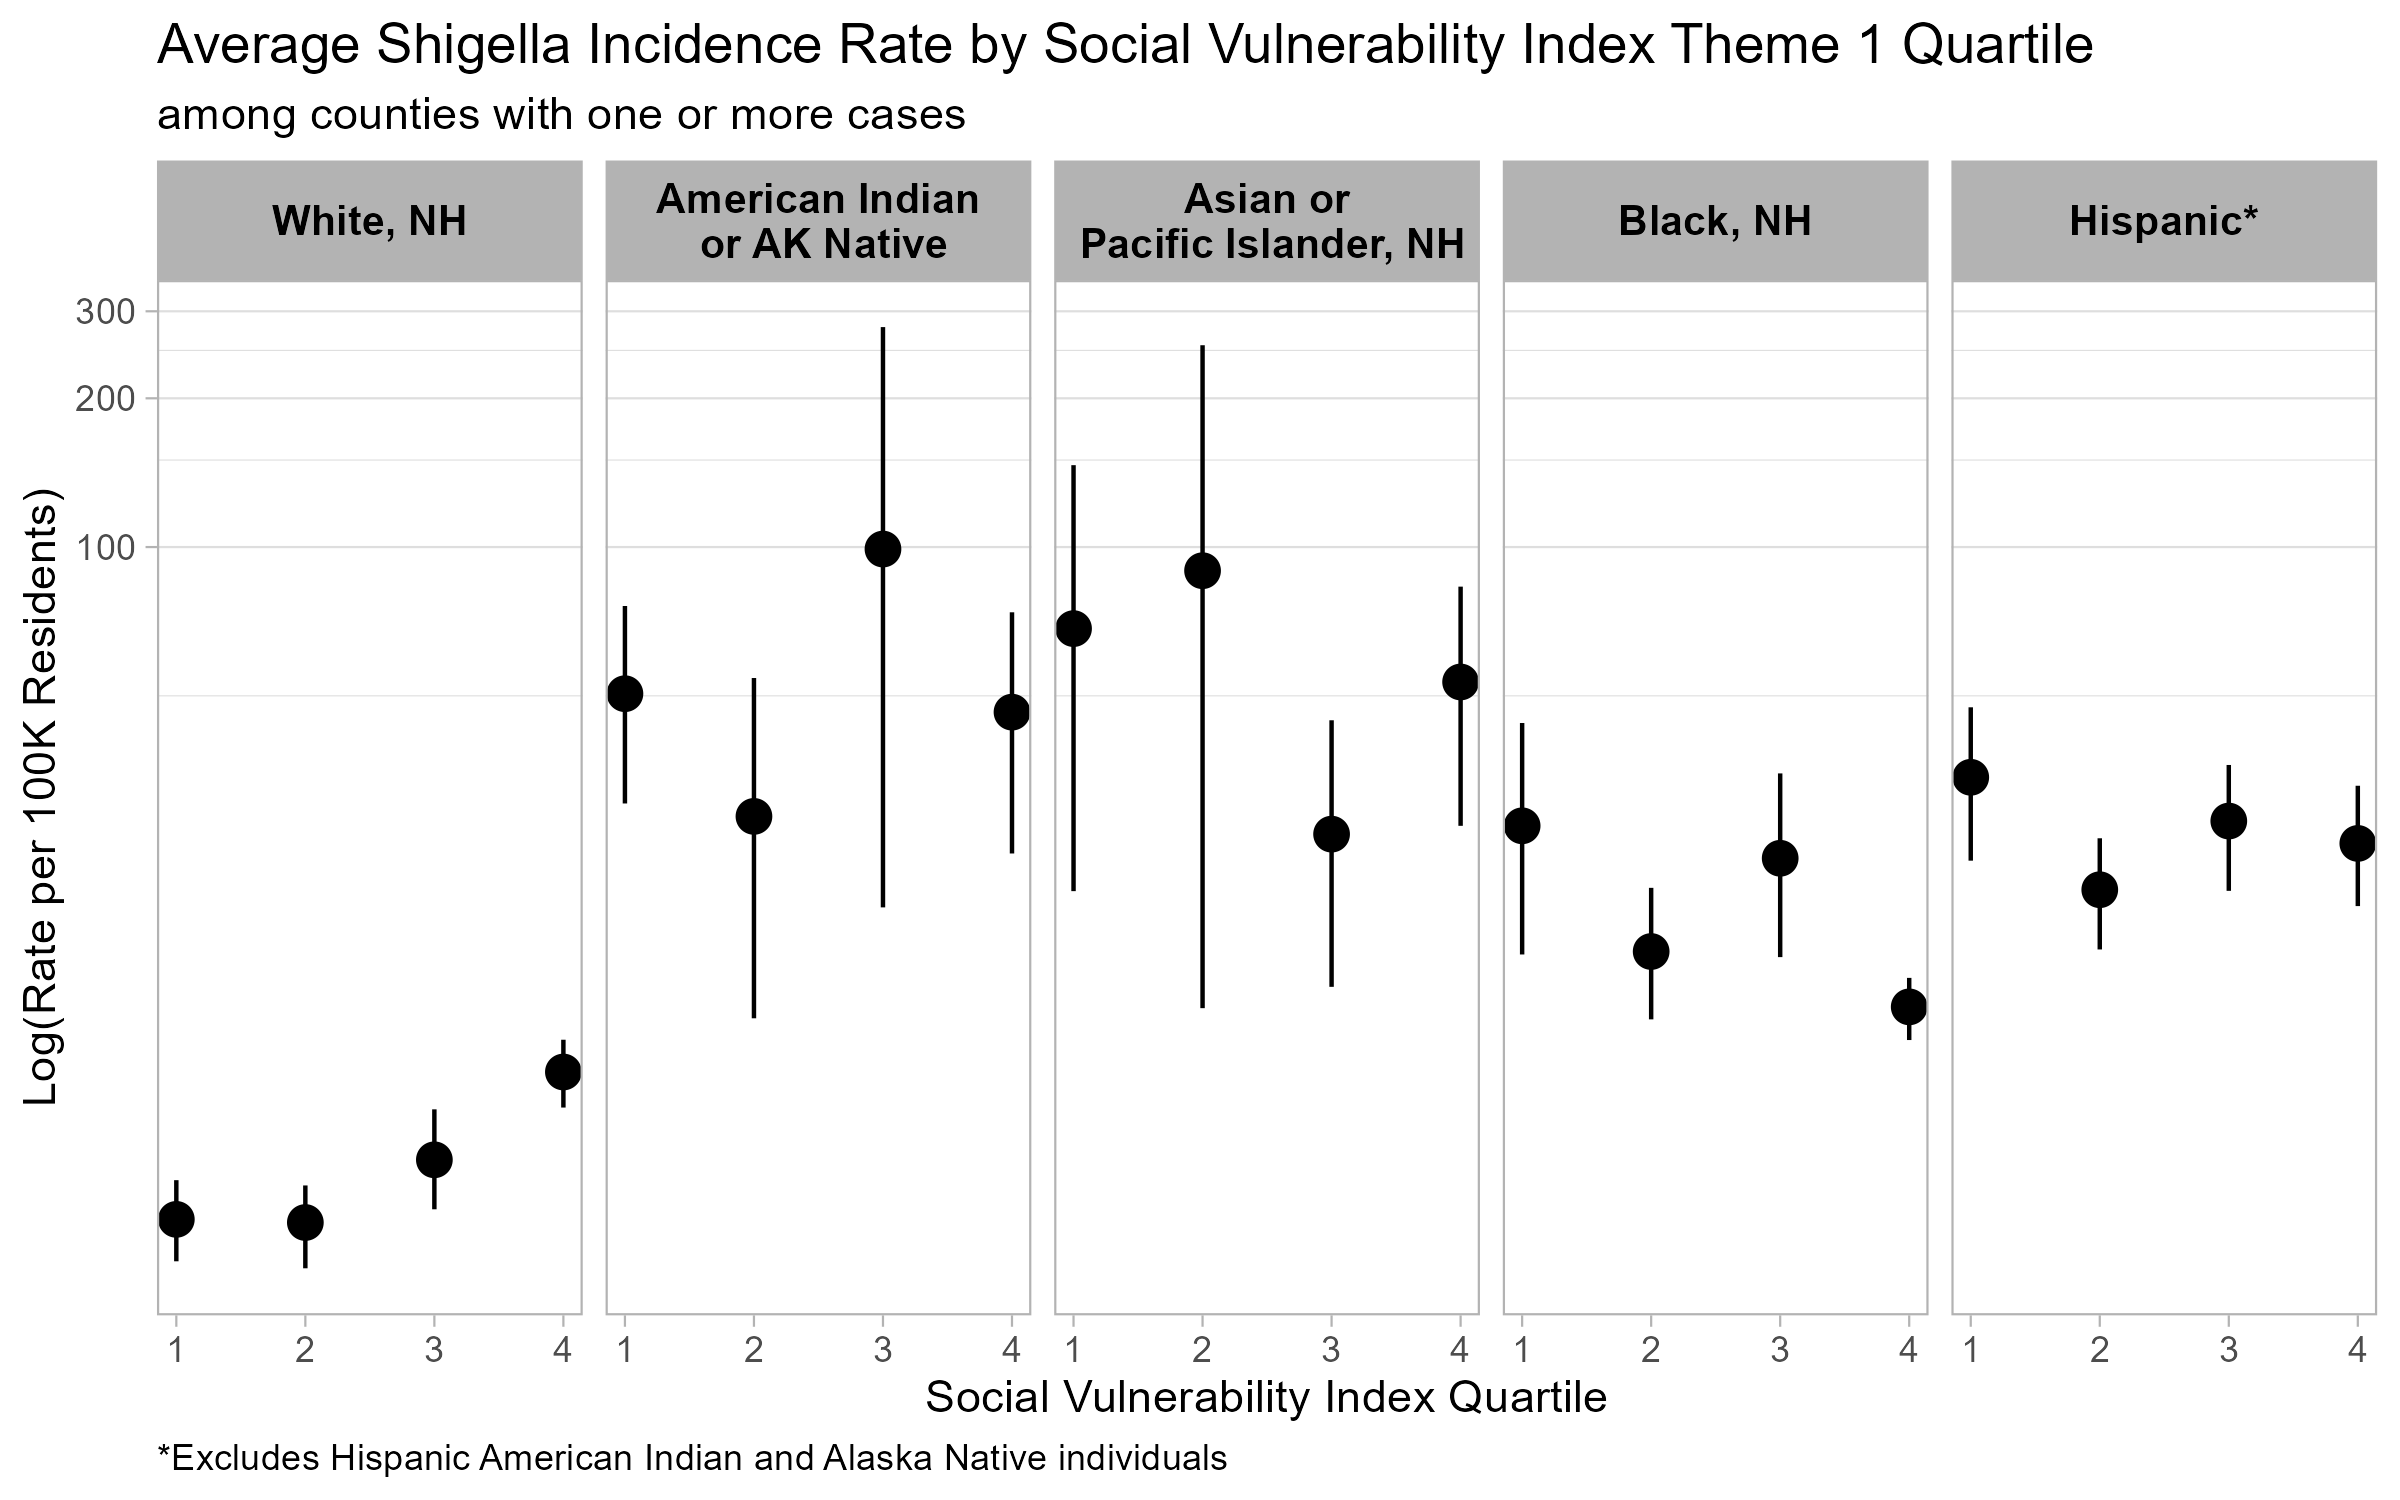 Average Shigella Incidence Rate by Social Vulnerability Index Theme 1 Quartile
among counties with one or more cases
White, NH
American Indian
or AK Native
Asian or
Pacific Islander, NH
Black, NH
Hispanic*
300
200
100
Log(Rate per 100K Residents)
1 2 3 4 1 2 3 4 1 2 3 4 1 2 3 4 1 2 3 4
Social Vulnerability Index Quartile
*Excludes Hispanic American Indian and Alaska Native individuals